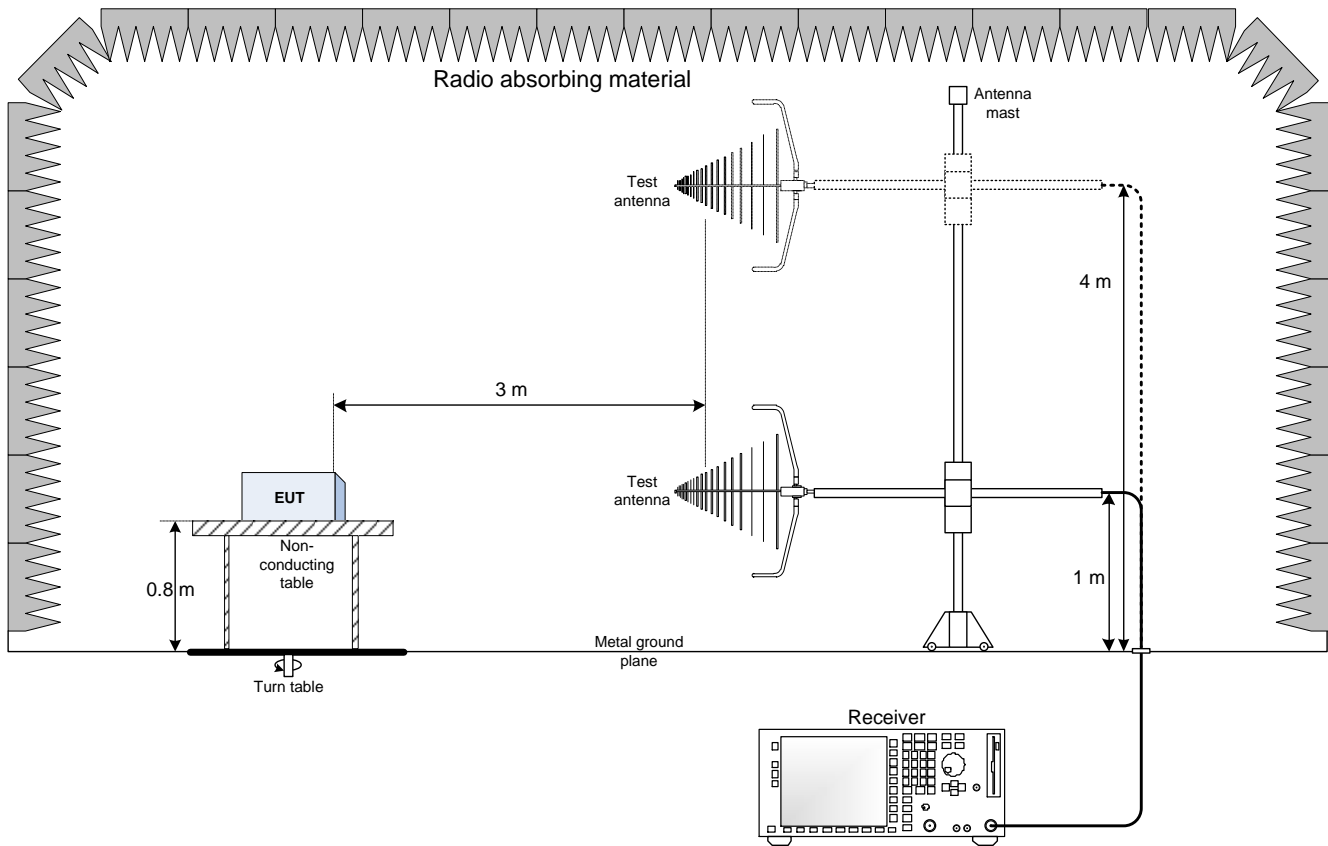 Radio absorbing material
Antenna
mast
Test
antenna
4 m
3 m
Test
antenna
EUT
Non-
conducting
table
0.8 m
1 m
Metal ground
plane
Turn table
Receiver